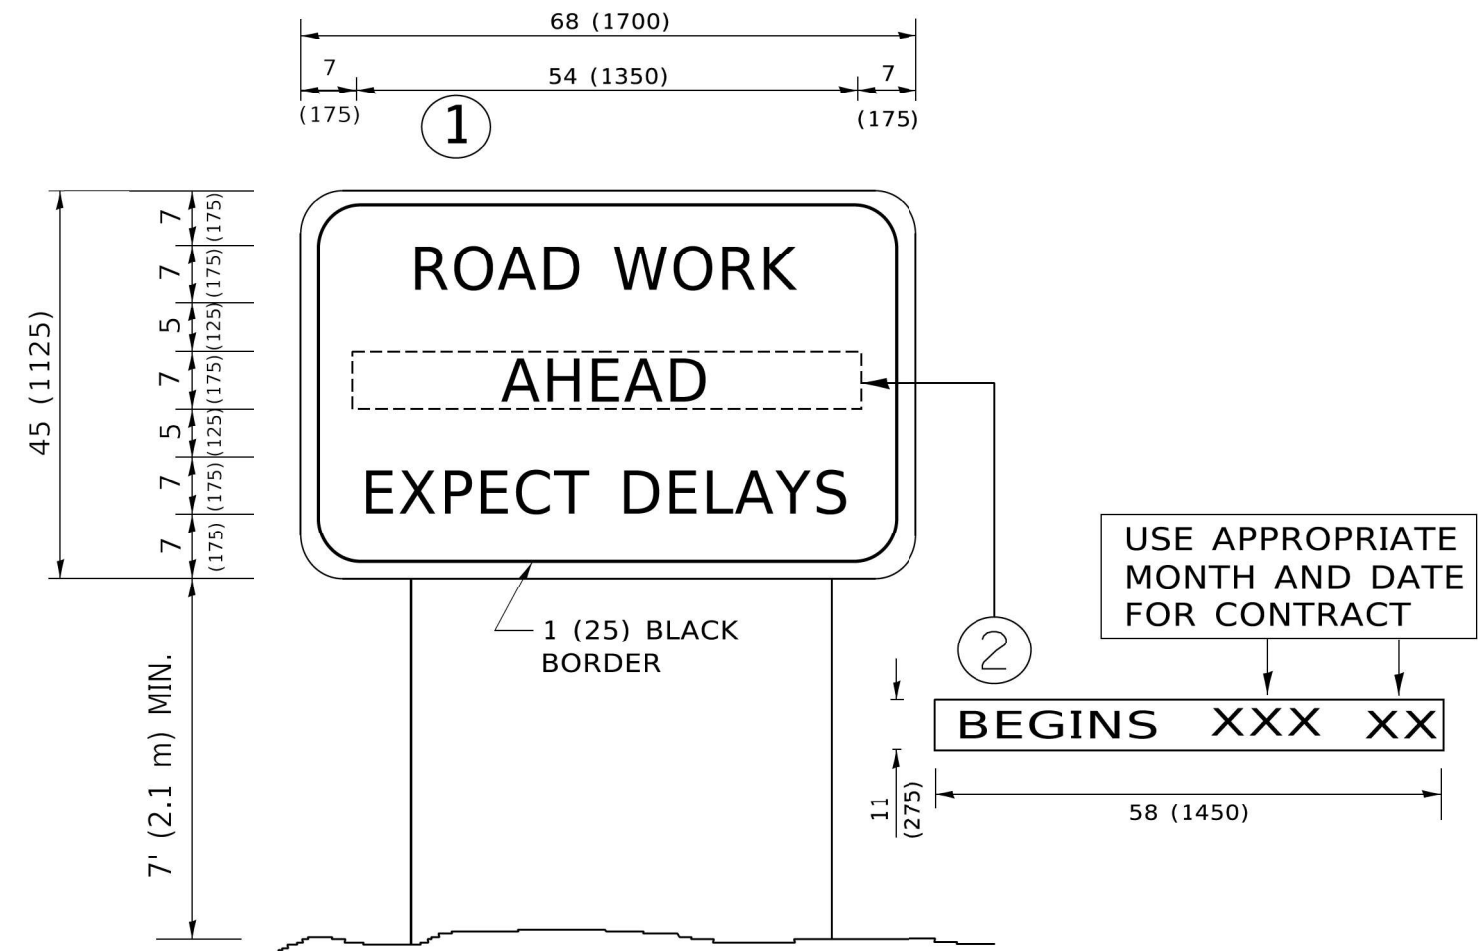 68 (1700)
7 54 (1350) 7
(175) (175)
1
7 (175)
7 (175)
5 (125)
7 (175)
5 (125)
7 (175)
7 (175)
45 (1125)
ROAD WORK
AHEAD
EXPECT DELAYS
1 (25) BLACK
BORDER
7' (2.1 m) MIN.
USE APPROPRIATE
MONTH AND DATE
FOR CONTRACT
2
BEGINS XXX XX
11
(275)
58 (1450)